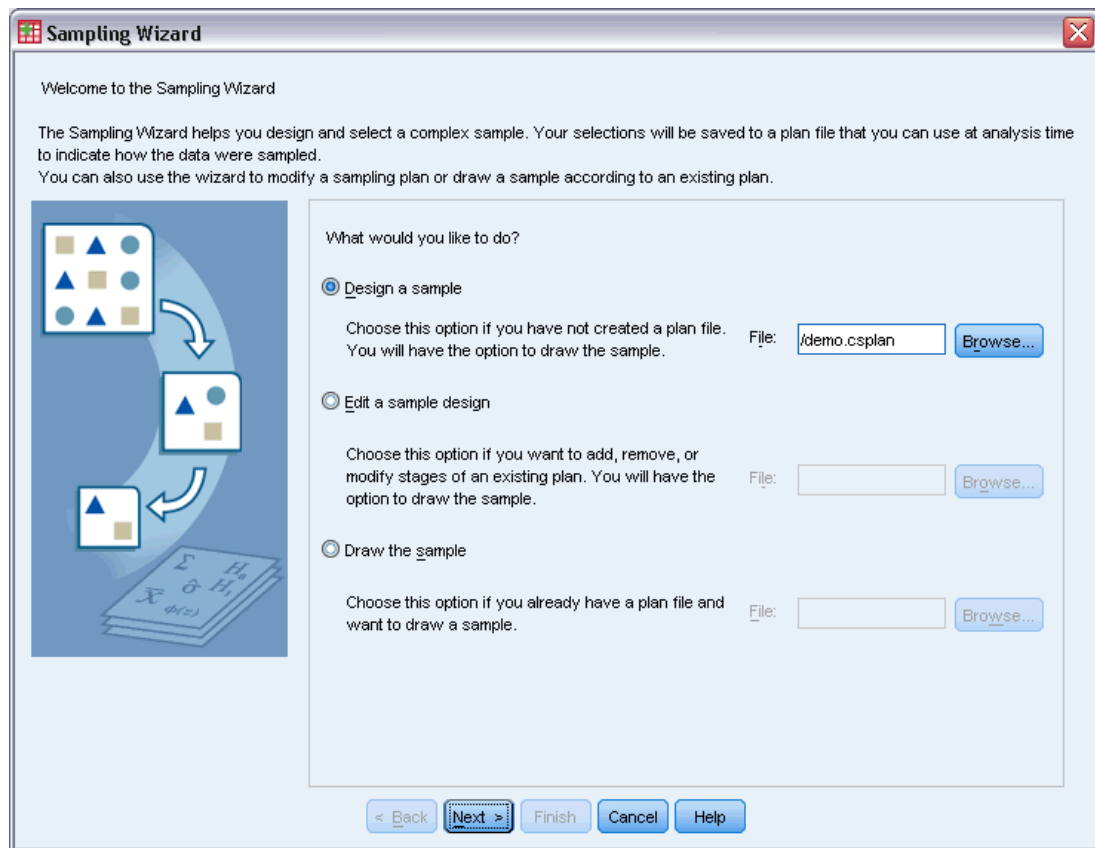 Sampling Wizard
Welcome to the Sampling Wizard
The Sampling Wizard helps you design and select a complex sample. Your selections will be saved to a plan file that you can use at analysis time
to indicate how the data were sampled.
You can also use the wizard to modify a sampling plan or draw a sample according to an existing plan.
What would you like to do?
Design a sample
Choose this option if you have not created a plan file.
You will have the option to draw the sample.
File:
/demo.csplan
Browse...
Edit a sample design
Choose this option if you want to add, remove, or
modify stages of an existing plan. You will have the
option to draw the sample.
File:
Browse...
Draw the sample
Choose this option if you already have a plan file and
want to draw a sample.
File:
Browse...
Σ H₀
X̄ σ̂ H₁
ϕ(z)
< Back
Next >
Finish
Cancel
Help